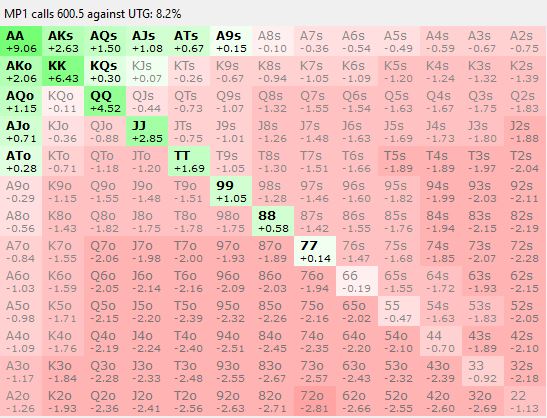 MP1 calls 600.5 against UTG: 8.2%
AA AKs AQs AJs ATs A9s A8s A7s A6s A5s A4s A3s A2s
+9.06 +2.63 +1.50 +1.08 +0.67 +0.15 -0.10 -0.36 -0.54 -0.49 -0.59 -0.67 -0.75
AKo KK KQs KJs KTs K9s K8s K7s K6s K5s K4s K3s K2s
+2.06 +6.43 +0.30 +0.07 -0.26 -0.67 -0.94 -1.05 -1.09 -1.20 -1.24 -1.32 -1.39
AQo KQo QQ QJs QTs Q9s Q8s Q7s Q6s Q5s Q4s Q3s Q2s
+1.15 -0.11 +4.52 -0.44 -0.73 -1.07 -1.32 -1.55 -1.54 -1.63 -1.67 -1.75 -1.83
AJo KJo QJo JJ JTs J9s J8s J7s J6s J5s J4s J3s J2s
+0.71 -0.36 -0.88 +2.85 -0.75 -1.01 -1.26 -1.48 -1.63 -1.69 -1.73 -1.80 -1.88
ATo KTo QTo JTo TT T9s T8s T7s T6s T5s T4s T3s T2s
+0.28 -0.71 -1.18 -1.20 +1.69 -1.05 -1.30 -1.51 -1.66 -1.89 -1.89 -1.97 -2.04
A9o K9o Q9o J9o T9o 99 98s 97s 96s 95s 94s 93s 92s
-0.29 -1.15 -1.55 -1.48 -1.51 +1.05 -1.28 -1.46 -1.60 -1.82 -1.99 -2.03 -2.11
A8o K8o Q8o J8o T8o 98o 88 87s 86s 85s 84s 83s 82s
-0.56 -1.43 -1.82 -1.75 -1.78 -1.75 +0.58 -1.42 -1.55 -1.76 -1.94 -2.15 -2.19
A7o K7o Q7o J7o T7o 97o 87o 77 76s 75s 74s 73s 72s
-0.84 -1.55 -2.06 -1.98 -2.00 -1.93 -1.89 +0.14 -1.47 -1.68 -1.85 -2.07 -2.28
A6o K6o Q6o J6o T6o 96o 86o 76o 66 65s 64s 63s 62s
-1.03 -1.59 -2.05 -2.14 -2.16 -2.09 -2.03 -1.94 -0.19 -1.55 -1.72 -1.93 -2.15
A5o K5o Q5o J5o T5o 95o 85o 75o 65o 55 54s 53s 52s
-0.98 -1.71 -2.15 -2.20 -2.39 -2.32 -2.26 -2.16 -2.02 -0.47 -1.63 -1.83 -2.05
A4o K4o Q4o J4o T4o 94o 84o 74o 64o 54o 44 43s 42s
-1.09 -1.76 -2.19 -2.24 -2.40 -2.51 -2.45 -2.35 -2.20 -2.10 -0.70 -1.89 -2.10
A3o K3o Q3o J3o T3o 93o 83o 73o 63o 53o 43o 33 32s
-1.17 -1.84 -2.28 -2.33 -2.48 -2.55 -2.67 -2.57 -2.43 -2.32 -2.39 -0.92 -2.18
A2o K2o Q2o J2o T2o 92o 82o 72o 62o 52o 42o 32o 22
-1.26 -1.93 -2.36 -2.41 -2.56 -2.63 -2.71 -2.81 -2.66 -2.55 -2.60 -2.69 -1.13